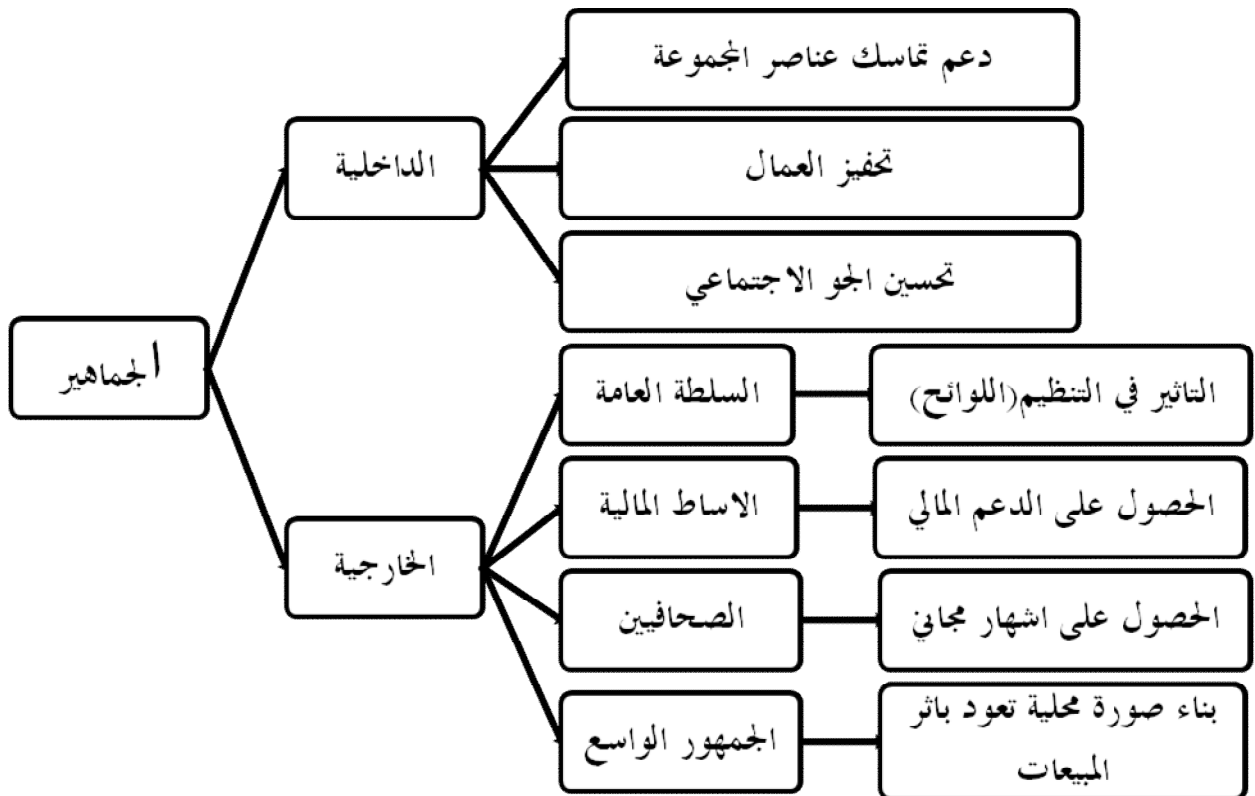 دعم تماسك عناصر المجموعة
الداخلية
تحفيز العمال
تحسين الجو الاجتماعي
الجماهير
السلطة العامة
التاثير في التنظيم(اللوائح)
الاساط المالية
الحصول على الدعم المالي
الخارجية
الصحافيين
الحصول على اشهار مجاني
الجمهور الواسع
بناء صورة محلية تعود باثر
المبيعات